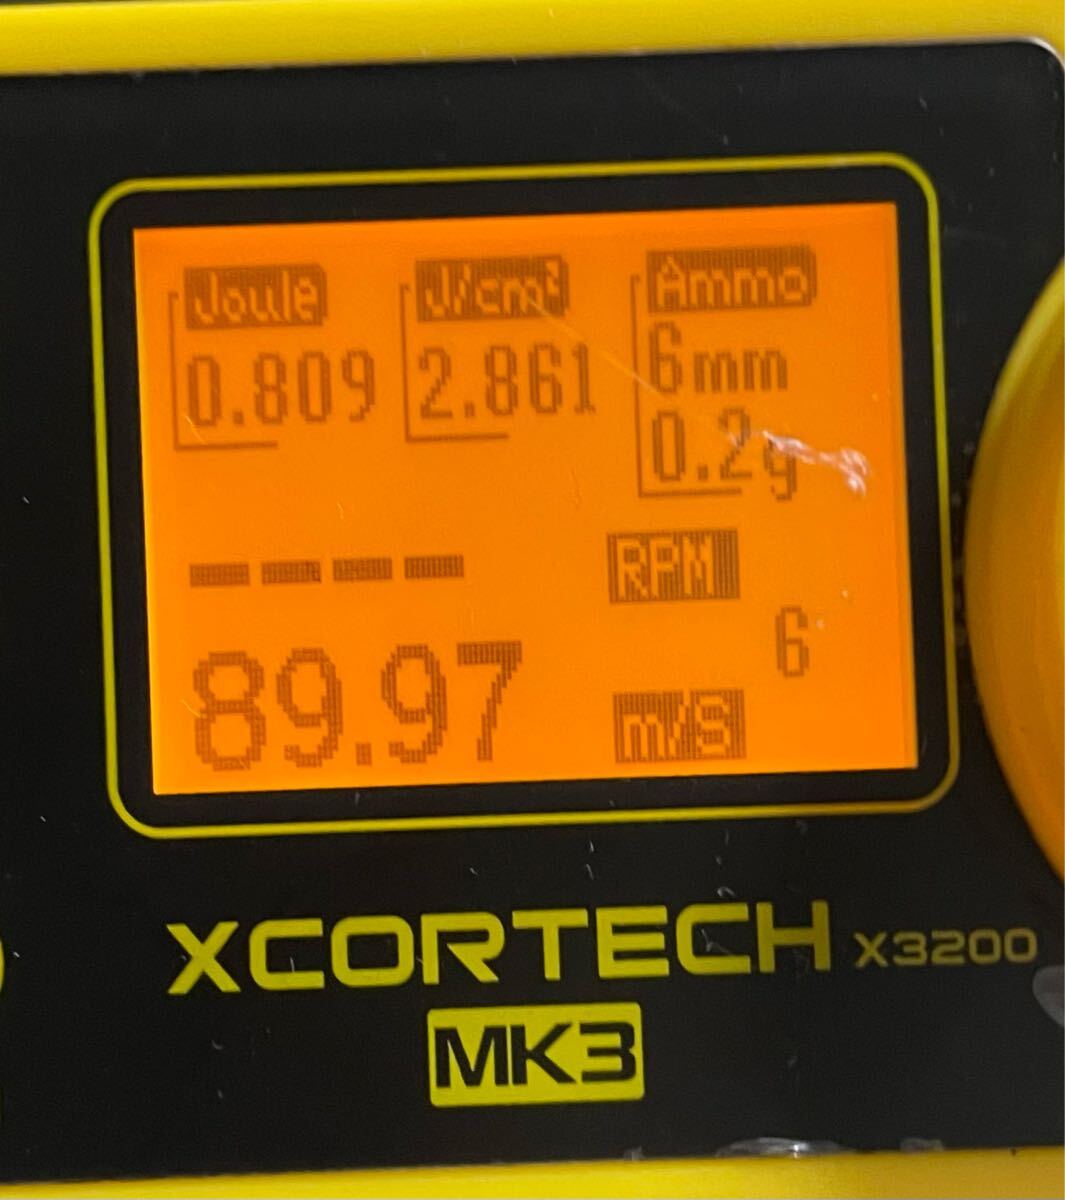 Joule J/cm² Ammo
0.809 2.861 6mm
0.2g
---- RPM
6
89.97 m/s
XCORTECH X3200
MK3